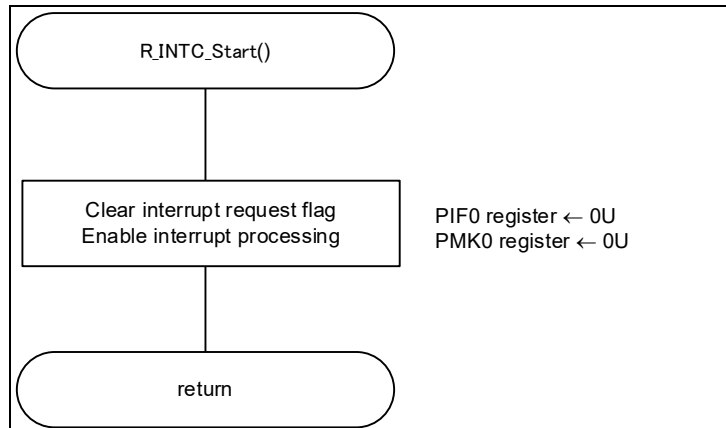 R_INTC_Start()
Clear interrupt request flag
Enable interrupt processing
PIF0 register ← 0U
PMK0 register ← 0U
return